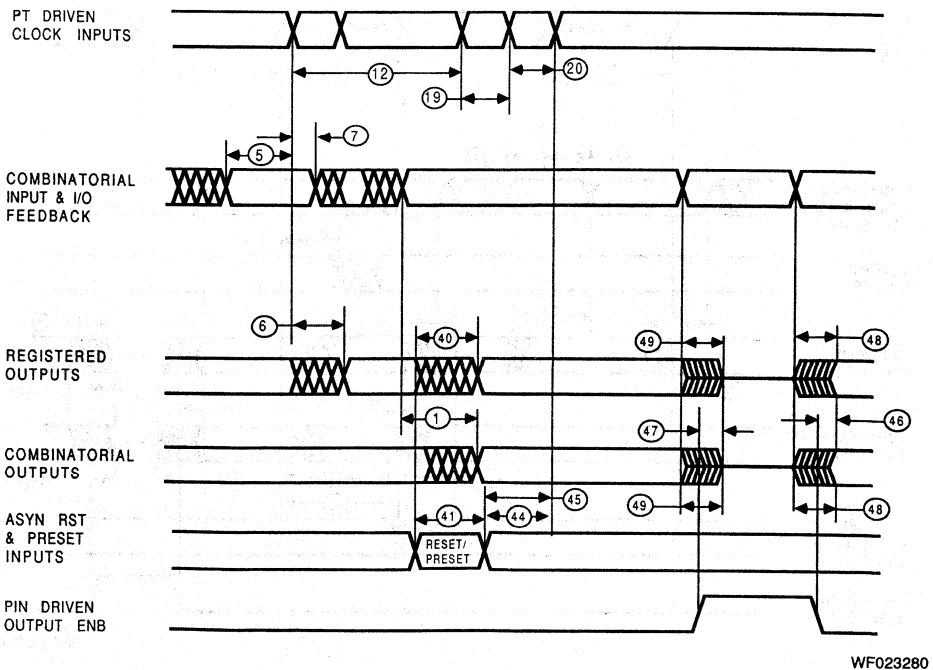 PT DRIVEN
CLOCK INPUTS
12
20
19
7
5
COMBINATORIAL
INPUT & I/O
FEEDBACK
6
40
49
48
REGISTERED
OUTPUTS
1
47
46
COMBINATORIAL
OUTPUTS
45
49
48
41
44
ASYN RST
& PRESET
INPUTS
RESET/
PRESET
PIN DRIVEN
OUTPUT ENB
WF023280